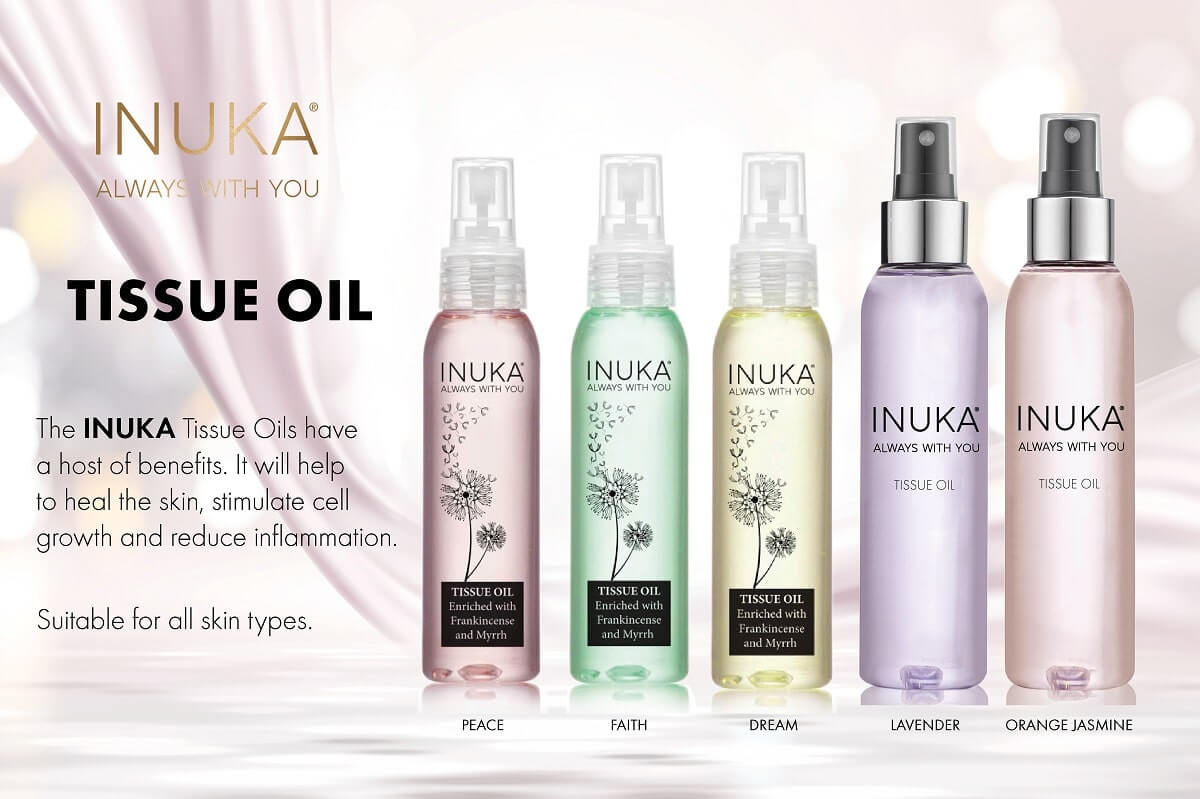 INUKA®
ALWAYS WITH YOU
TISSUE OIL
The INUKA Tissue Oils have
a host of benefits. It will help
to heal the skin, stimulate cell
growth and reduce inflammation.
Suitable for all skin types.
INUKA®
ALWAYS WITH YOU
TISSUE OIL
Enriched with
Frankincense
and Myrrh
PEACE
INUKA®
ALWAYS WITH YOU
TISSUE OIL
Enriched with
Frankincense
and Myrrh
FAITH
INUKA®
ALWAYS WITH YOU
TISSUE OIL
Enriched with
Frankincense
and Myrrh
DREAM
INUKA®
ALWAYS WITH YOU
TISSUE OIL
LAVENDER
INUKA®
ALWAYS WITH YOU
TISSUE OIL
ORANGE JASMINE